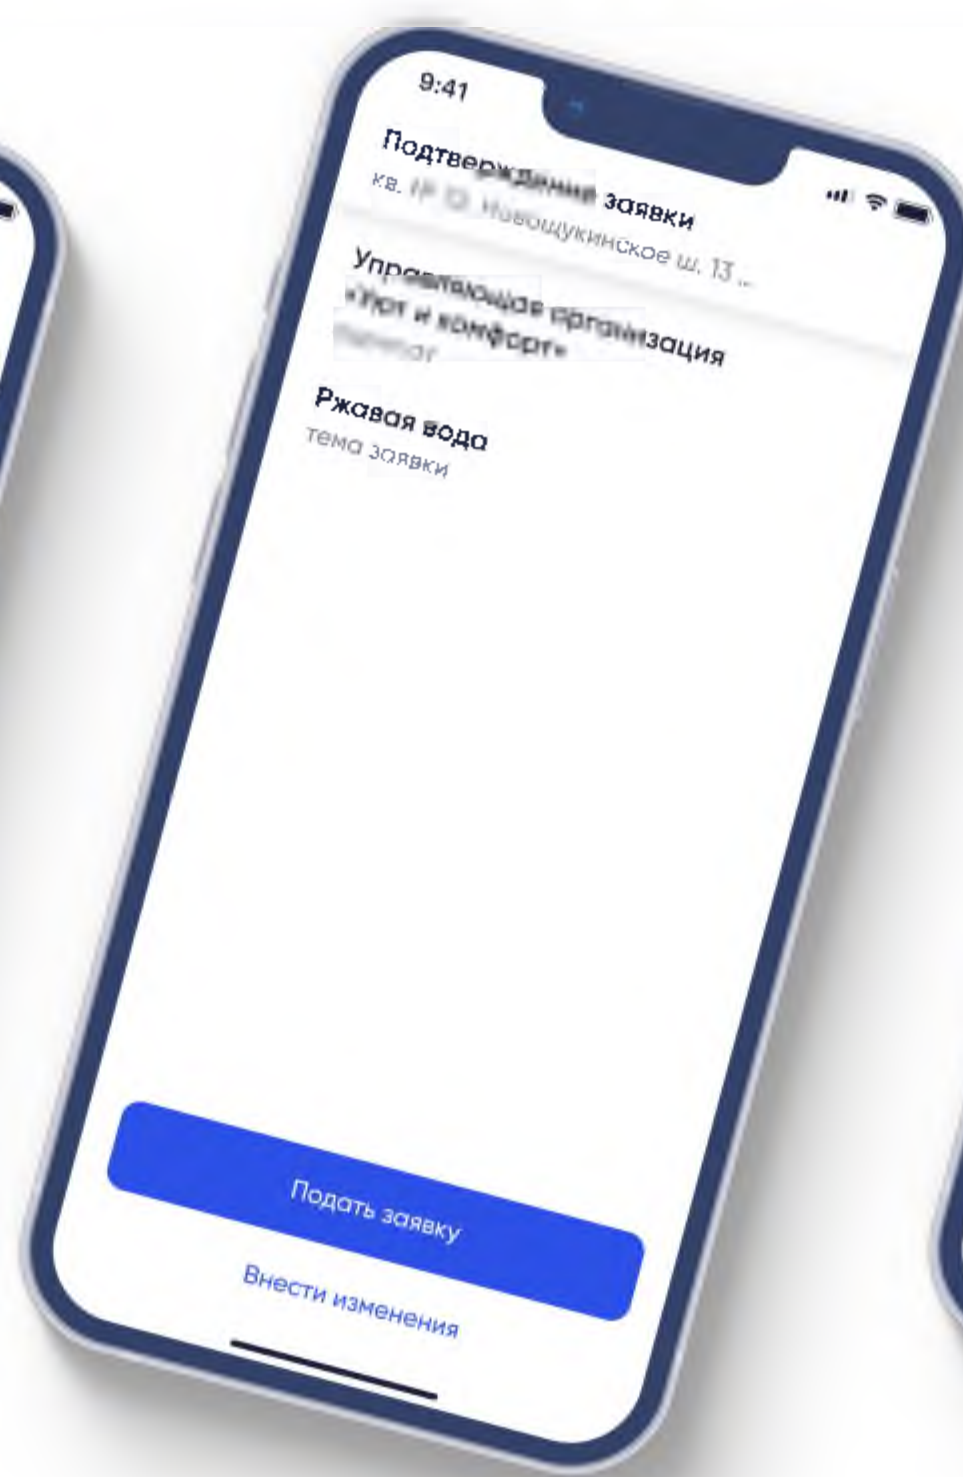 9:41
Подтверждение заявки
кв. Новощукинское ш. 13 ...
Управляющая организация
«Уют и комфорт»
Ржавая вода
тема заявки
Подать заявку
Внести изменения